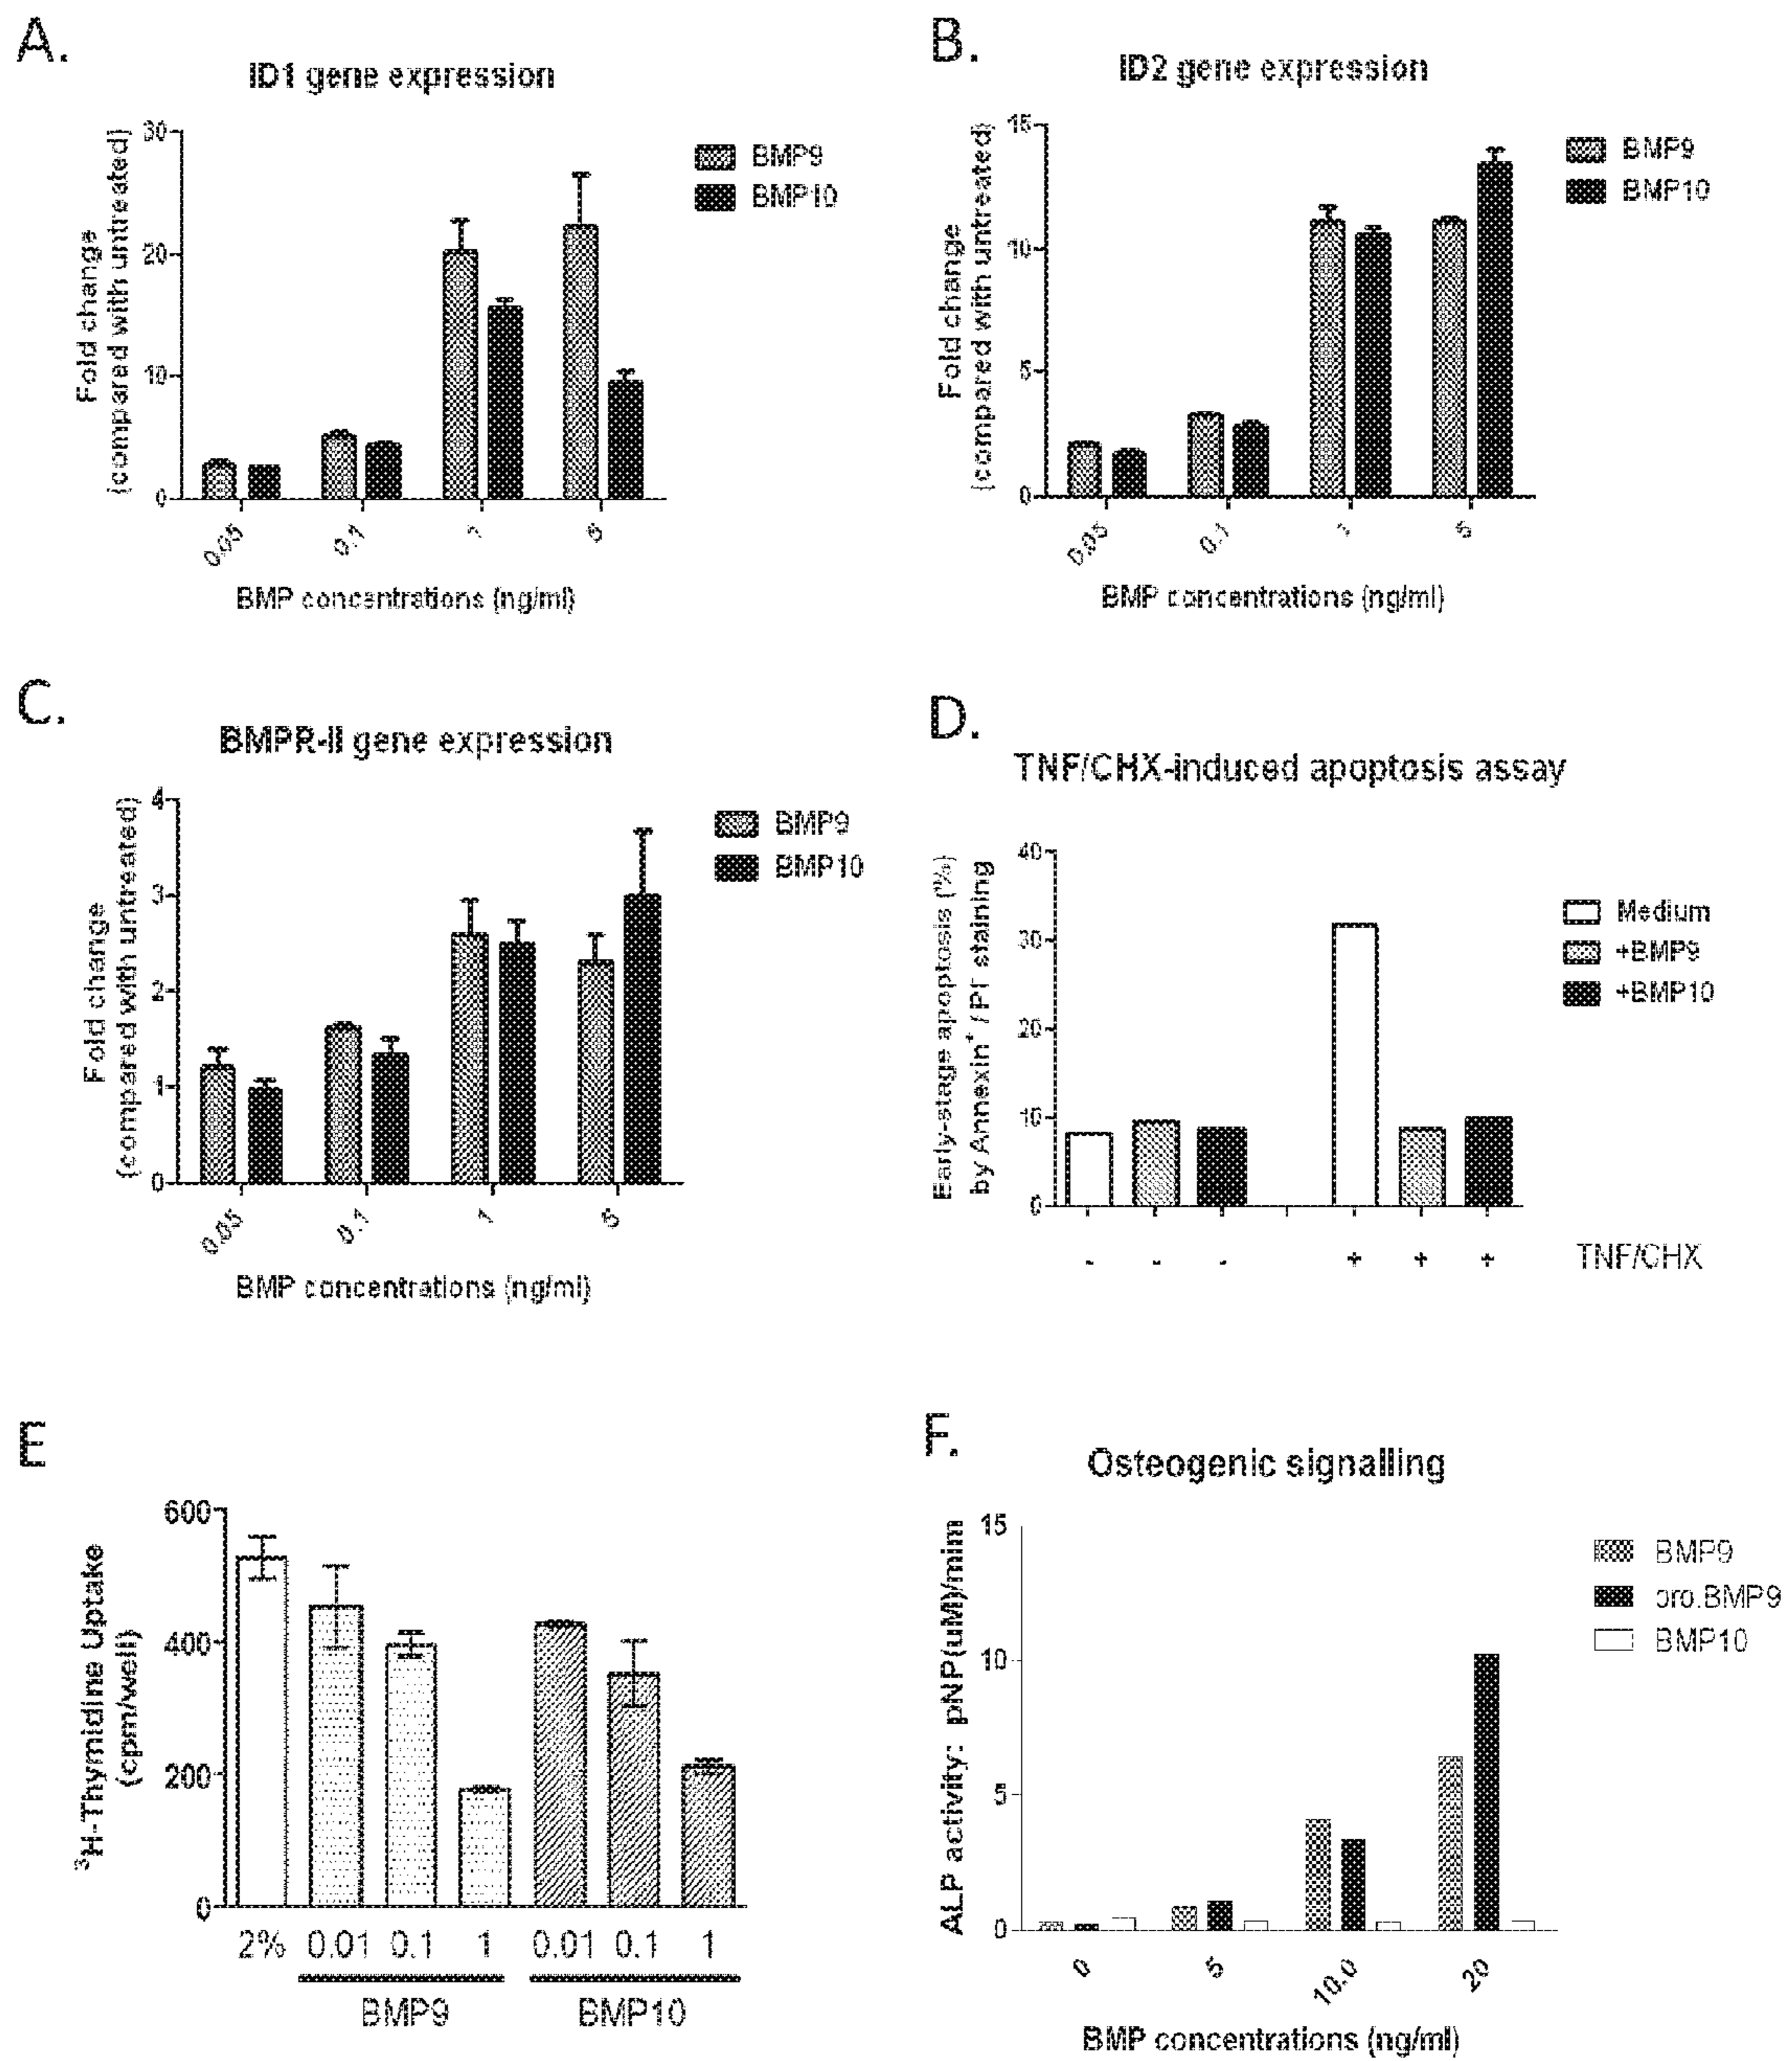 A.
ID1 gene expression
Fold change
(compared with untreated)
30
20
10
0
0.05
0.1
1
5
BMP concentrations (ng/ml)
BMP9
BMP10
B.
ID2 gene expression
Fold change
(compared with untreated)
15
10
5
0
0.05
0.1
1
5
BMP concentrations (ng/ml)
BMP9
BMP10
C.
BMPR-II gene expression
Fold change
(compared with untreated)
4
3
2
1
0
0.05
0.1
1
5
BMP concentrations (ng/ml)
BMP9
BMP10
D.
TNF/CHX-induced apoptosis assay
Early-stage apoptosis (%)
by Annexin+ / PI- staining
40
30
20
10
0
- - - + + + TNF/CHX
Medium
+BMP9
+BMP10
E
³H-Thymidine Uptake
(cpm/well)
600
400
200
0
2% 0.01 0.1 1 0.01 0.1 1
BMP9 BMP10
F.
Osteogenic signalling
ALP activity: pNP(uM)/min
15
10
5
0
0
5
10.0
20
BMP concentrations (ng/ml)
BMP9
pro.BMP9
BMP10